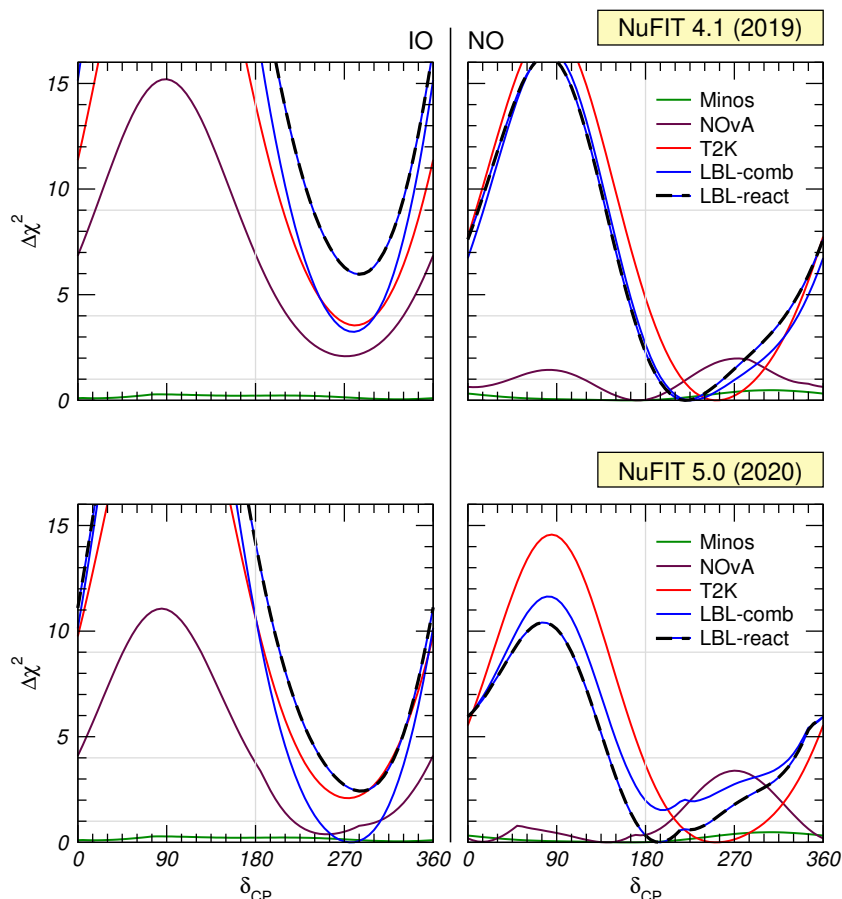 IO
NO
NuFIT 4.1 (2019)
15
10
5
0
Δχ²
Minos
NOvA
T2K
LBL-comb
LBL-react
NuFIT 5.0 (2020)
15
10
5
0
Δχ²
Minos
NOvA
T2K
LBL-comb
LBL-react
0 90 180 270 360
0 90 180 270 360
δCP
δCP